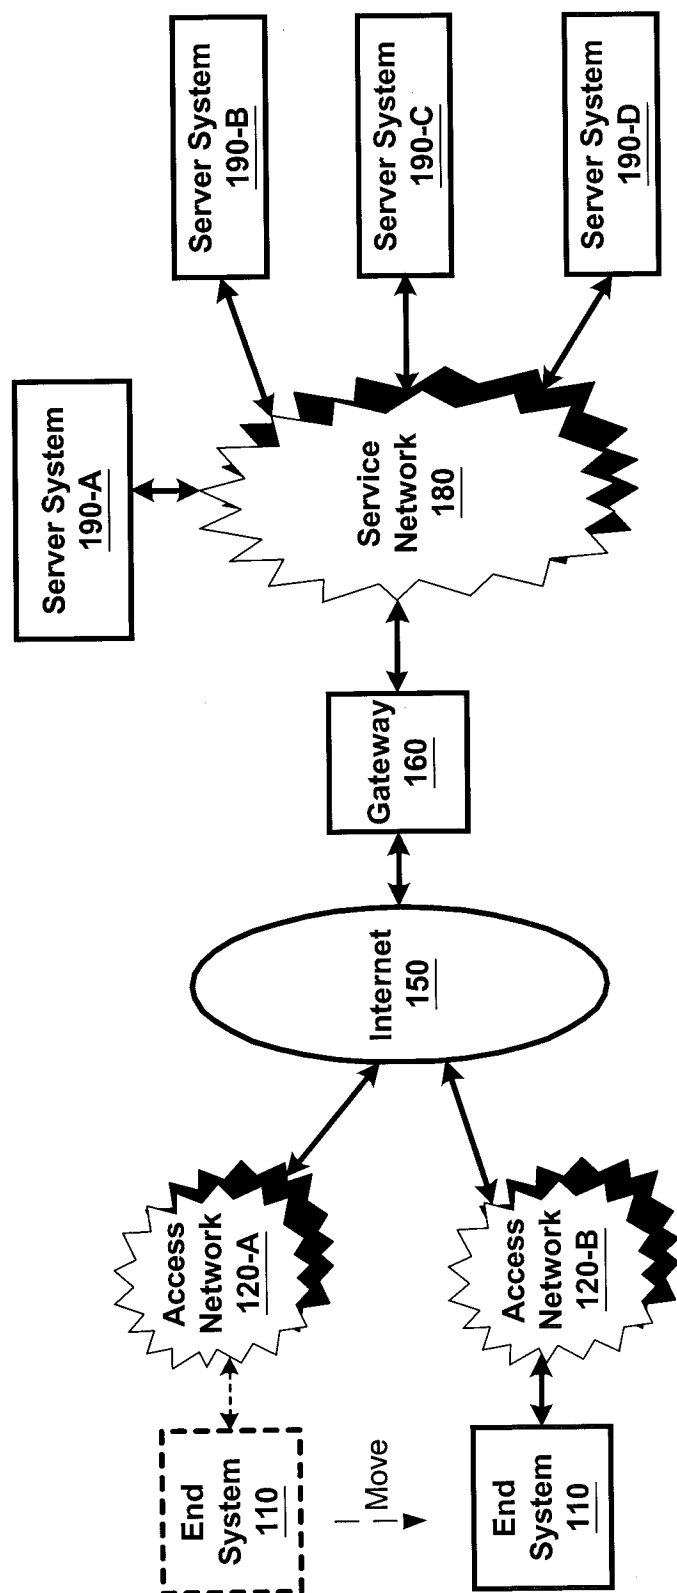 End
System
110
Move
End
System
110
Access
Network
120-A
Access
Network
120-B
Internet
150
Gateway
160
Service
Network
180
Server System
190-A
Server System
190-B
Server System
190-C
Server System
190-D